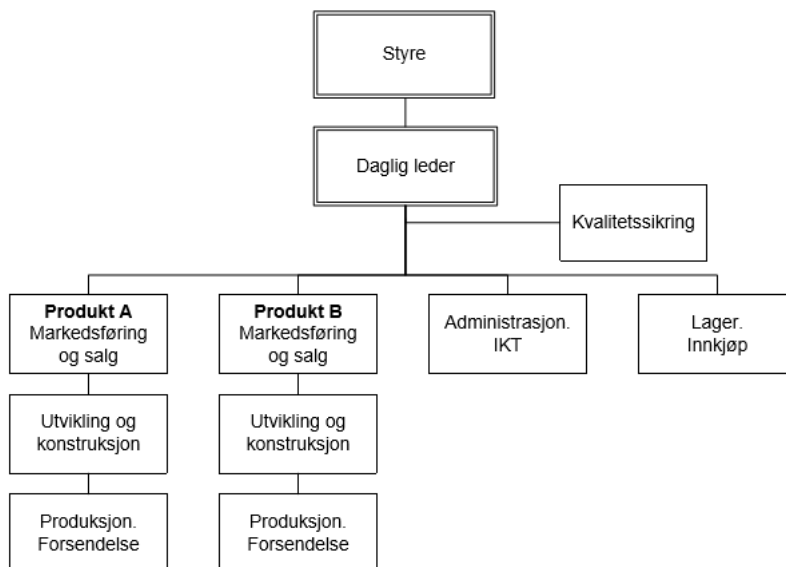 Styre
Daglig leder
Kvalitetssikring
Produkt A
Markedsføring
og salg
Produkt B
Markedsføring
og salg
Administrasjon.
IKT
Lager.
Innkjøp
Utvikling og
konstruksjon
Utvikling og
konstruksjon
Produksjon.
Forsendelse
Produksjon.
Forsendelse